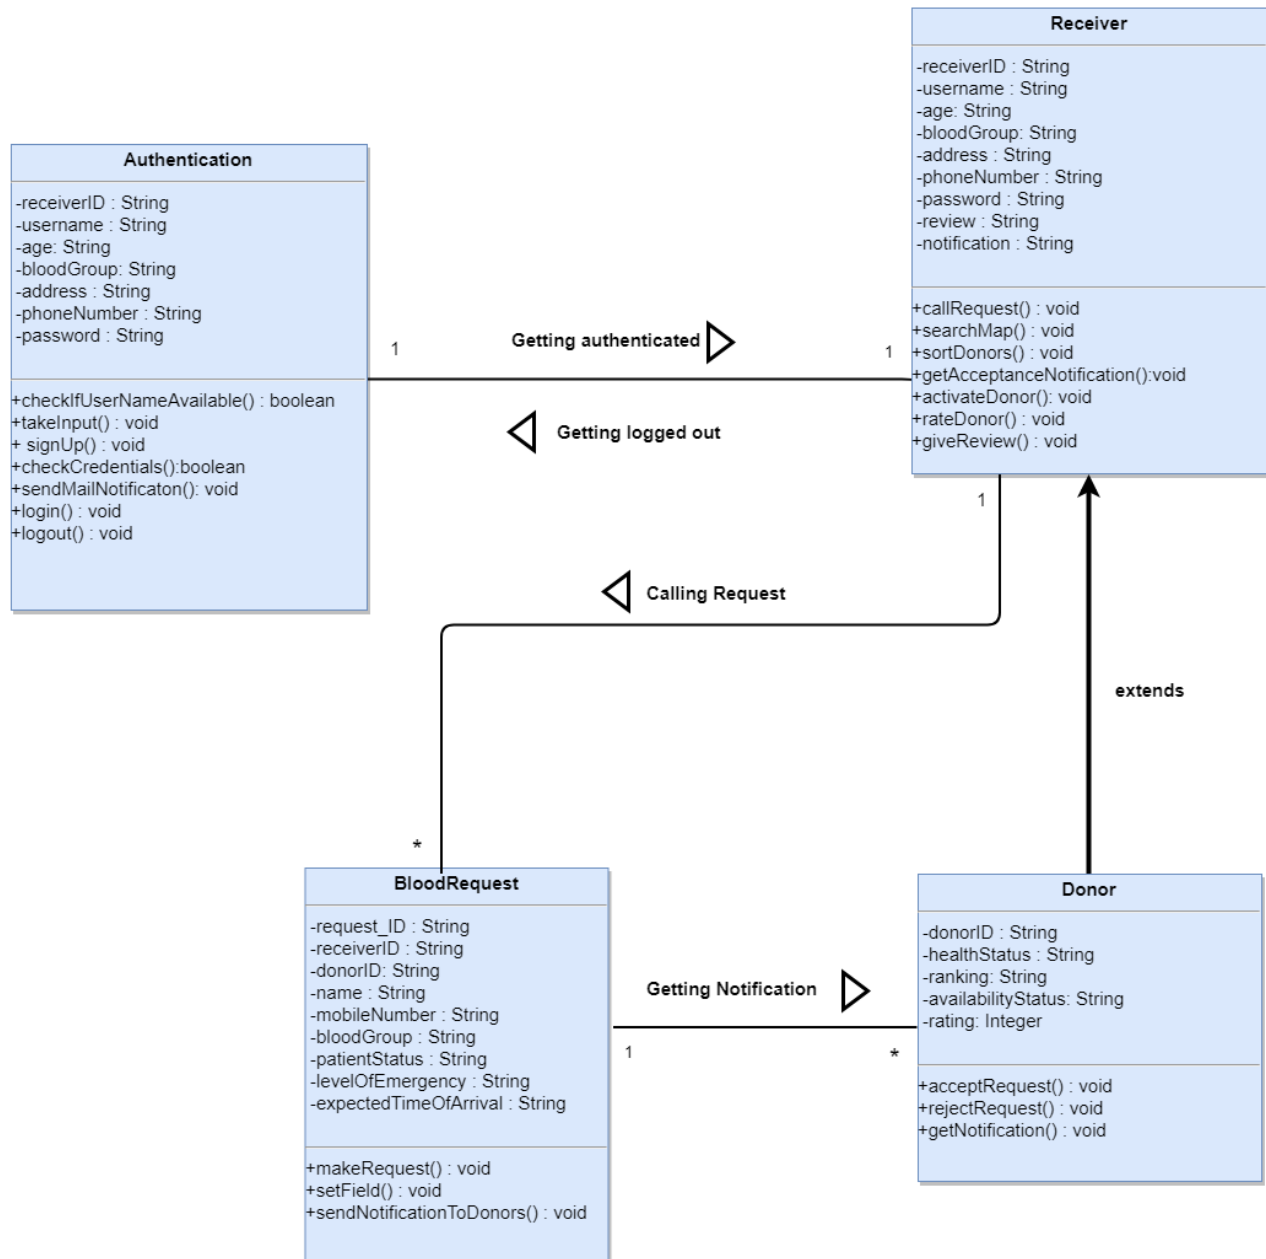 Receiver
-receiverID : String
-username : String
-age: String
-bloodGroup: String
-address : String
-phoneNumber : String
-password : String
-review : String
-notification : String
+callRequest() : void
+searchMap() : void
+sortDonors() : void
+getAcceptanceNotification():void
+activateDonor(): void
+rateDonor() : void
+giveReview() : void
Authentication
-receiverID : String
-username : String
-age: String
-bloodGroup: String
-address : String
-phoneNumber : String
-password : String
+checkIfUserNameAvailable() : boolean
+takeInput() : void
+ signUp() : void
+checkCredentials():boolean
+sendMailNotificaton(): void
+login() : void
+logout() : void
Getting authenticated
1
1
Getting logged out
1
Calling Request
extends
*
BloodRequest
-request_ID : String
-receiverID : String
-donorID: String
-name : String
-mobileNumber : String
-bloodGroup : String
-patientStatus : String
-levelOfEmergency : String
-expectedTimeOfArrival : String
+makeRequest() : void
+setField() : void
+sendNotificationToDonors() : void
Getting Notification
1
*
Donor
-donorID : String
-healthStatus : String
-ranking: String
-availabilityStatus: String
-rating: Integer
+acceptRequest() : void
+rejectRequest() : void
+getNotification() : void